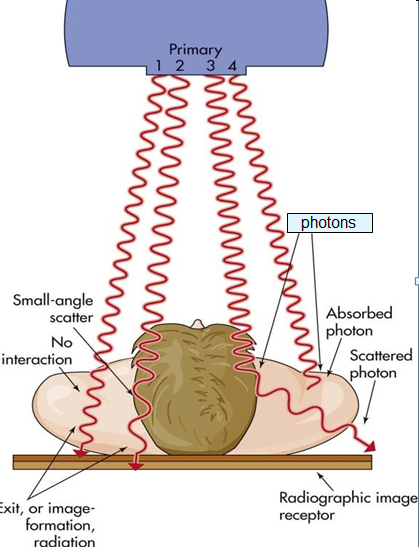 Primary
1 2 3 4
photons
Small-angle
scatter
No
interaction
Absorbed
photon
Scattered
photon
Exit, or image-
formation,
radiation
Radiographic image
receptor